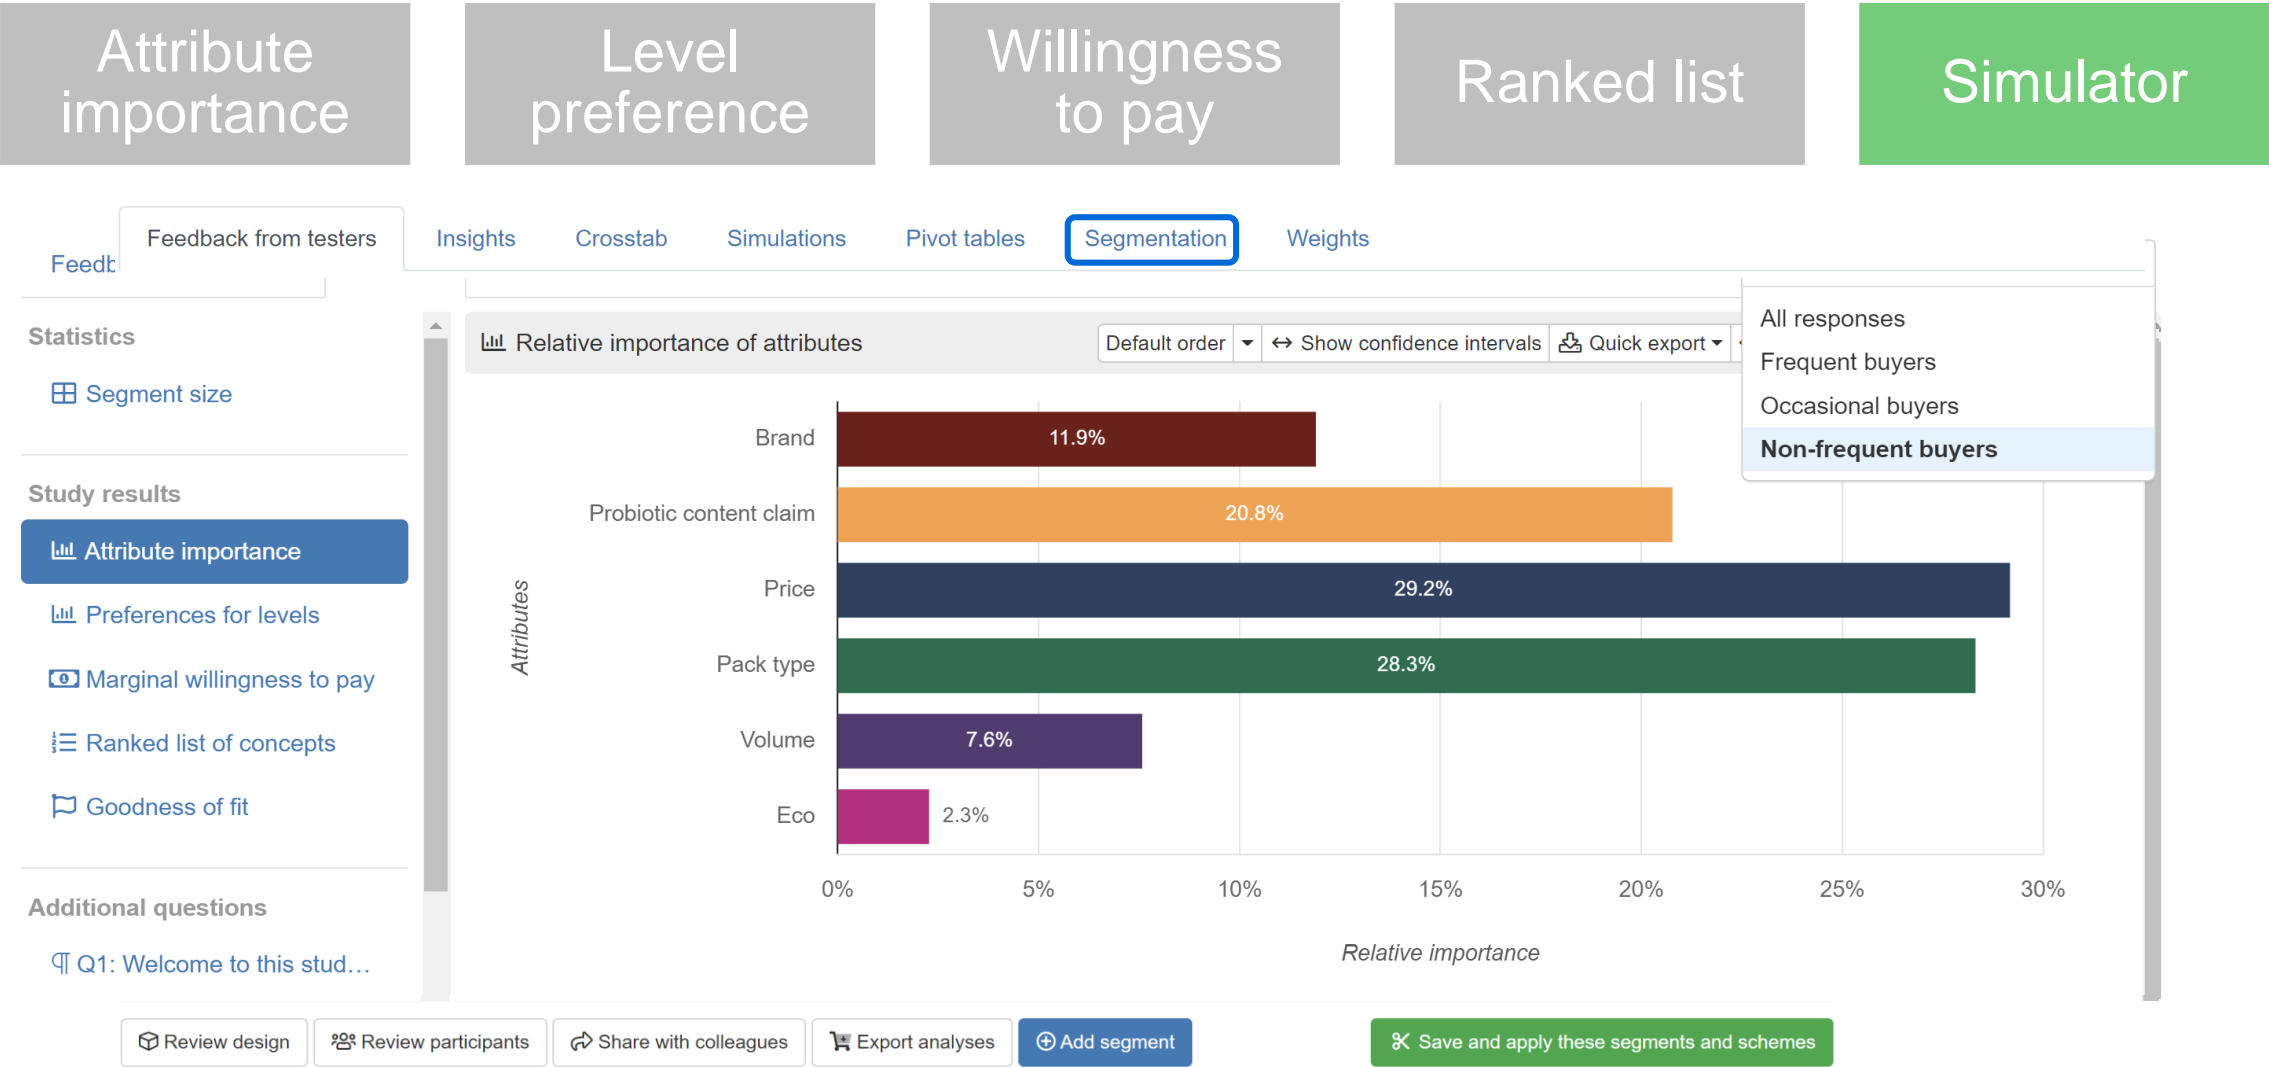 Attribute
importance
Level
preference
Willingness
to pay
Ranked list
Simulator
Feedback from testers
Insights
Crosstab
Simulations
Pivot tables
Segmentation
Weights
Feedb
Statistics
Segment size
Study results
Attribute importance
Preferences for levels
Marginal willingness to pay
Ranked list of concepts
Goodness of fit
Additional questions
Q1: Welcome to this stud…
Relative importance of attributes
Default order
Show confidence intervals
Quick export
All responses
Frequent buyers
Occasional buyers
Non-frequent buyers
Attributes
Brand
11.9%
Probiotic content claim
20.8%
Price
29.2%
Pack type
28.3%
Volume
7.6%
Eco
2.3%
0%
5%
10%
15%
20%
25%
30%
Relative importance
Review design
Review participants
Share with colleagues
Export analyses
Add segment
Save and apply these segments and schemes